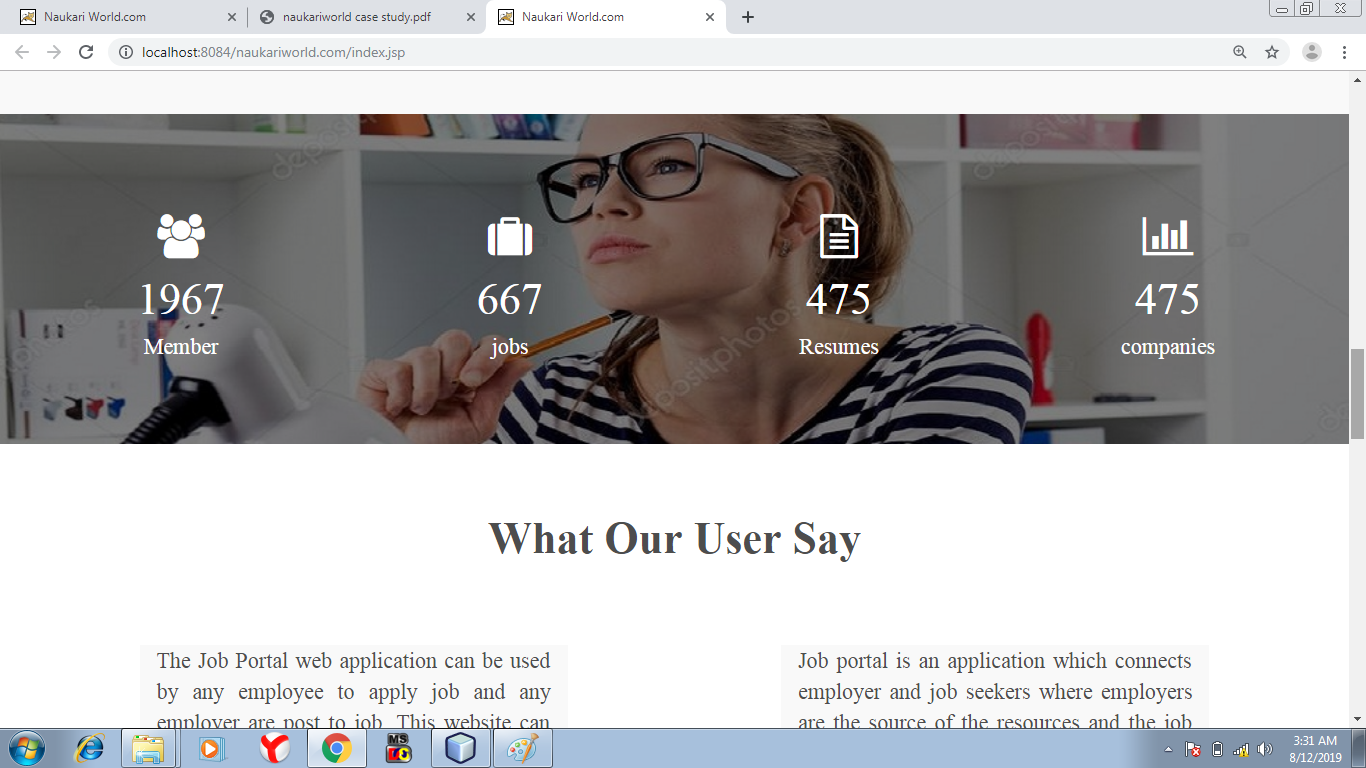 Naukari World.com
naukariworld case study.pdf
Naukari World.com
localhost:8084/naukariworld.com/index.jsp
depositphotos
1967
667
475
475
Member
jobs
Resumes
companies
What Our User Say
The Job Portal web application can be used
by any employee to apply job and any
employer are post to job. This website can
Job portal is an application which connects
employer and job seekers where employers
are the source of the resources and the job
MS
3:31 AM
8/12/2019